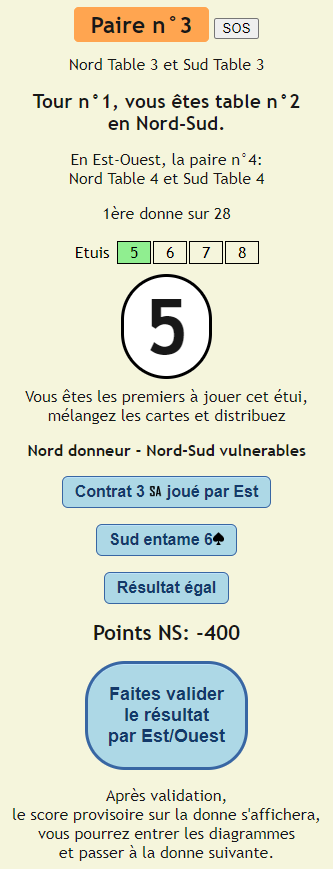 Paire n°3 SOS
Nord Table 3 et Sud Table 3
Tour n°1, vous êtes table n°2
en Nord-Sud.
En Est-Ouest, la paire n°4:
Nord Table 4 et Sud Table 4
1ère donne sur 28
Etuis 5 6 7 8
5
Vous êtes les premiers à jouer cet étui,
mélangez les cartes et distribuez
Nord donneur - Nord-Sud vulnerables
Contrat 3 SA joué par Est
Sud entame 6♠
Résultat égal
Points NS: -400
Faites valider
le résultat
par Est/Ouest
Après validation,
le score provisoire sur la donne s'affichera,
vous pourrez entrer les diagrammes
et passer à la donne suivante.